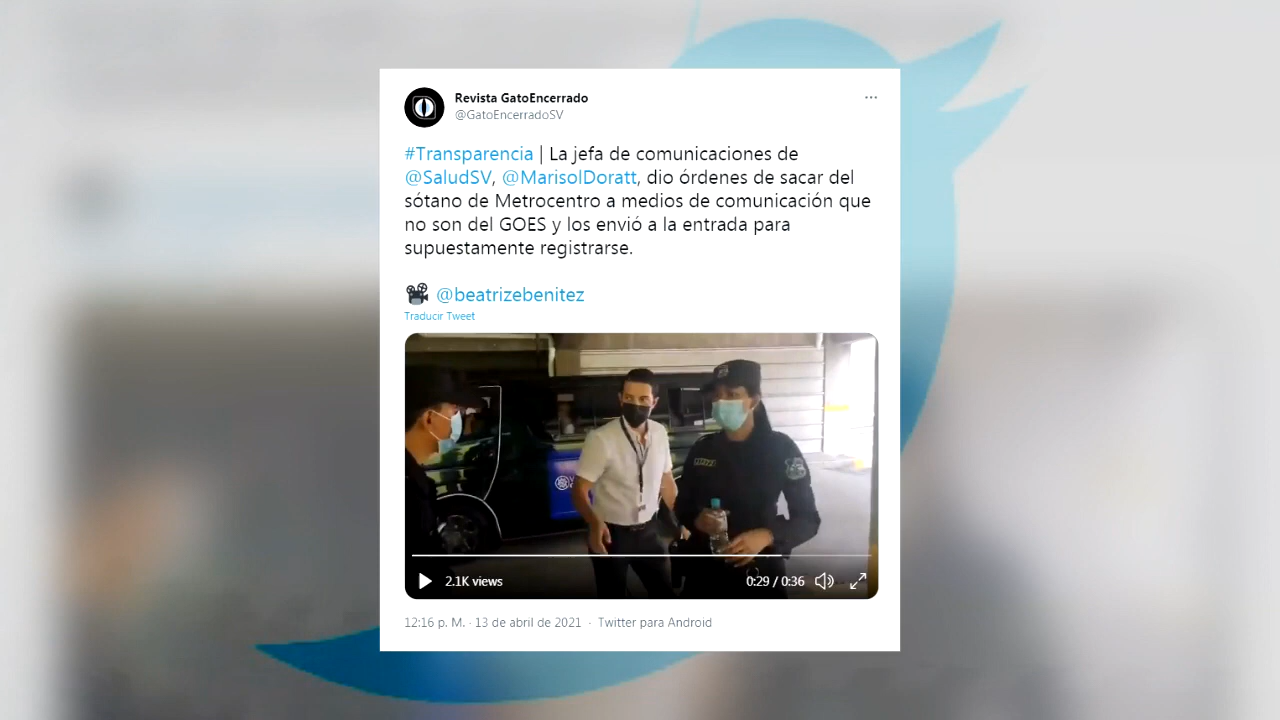 Revista GatoEncerrado
@GatoEncerradoSV
#Transparencia | La jefa de comunicaciones de
@SaludSV, @MarisolDoratt, dio órdenes de sacar del
sótano de Metrocentro a medios de comunicación que
no son del GOES y los envió a la entrada para
supuestamente registrarse.
@beatrizebenitez
Traducir Tweet
2.1K views
0:29 / 0:36
12:16 p. M. · 13 de abril de 2021 · Twitter para Android